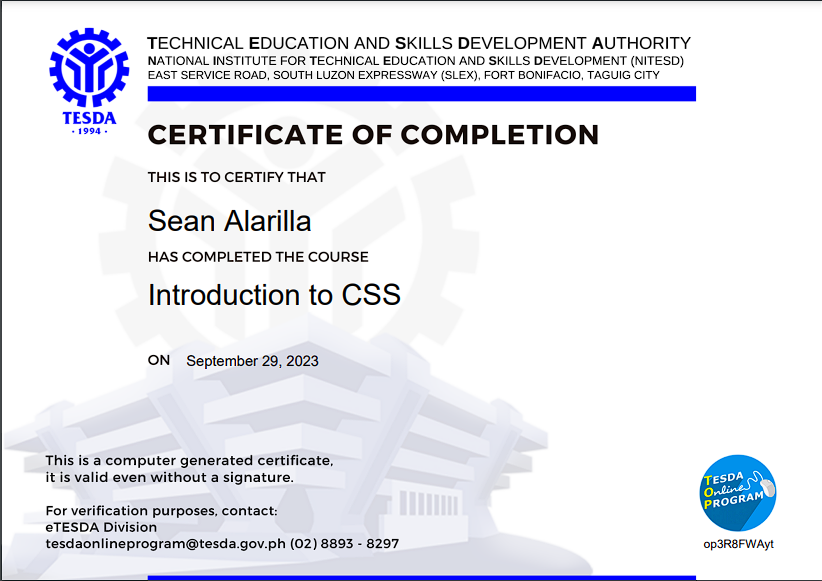 TECHNICAL EDUCATION AND SKILLS DEVELOPMENT AUTHORITY
NATIONAL INSTITUTE FOR TECHNICAL EDUCATION AND SKILLS DEVELOPMENT (NITESD)
EAST SERVICE ROAD, SOUTH LUZON EXPRESSWAY (SLEX), FORT BONIFACIO, TAGUIG CITY
TESDA
· 1994 ·
CERTIFICATE OF COMPLETION
THIS IS TO CERTIFY THAT
Sean Alarilla
HAS COMPLETED THE COURSE
Introduction to CSS
ON September 29, 2023
This is a computer generated certificate,
it is valid even without a signature.
For verification purposes, contact:
eTESDA Division
tesdaonlineprogram@tesda.gov.ph (02) 8893 - 8297
TESDA
Online
PROGRAM
op3R8FWAyt